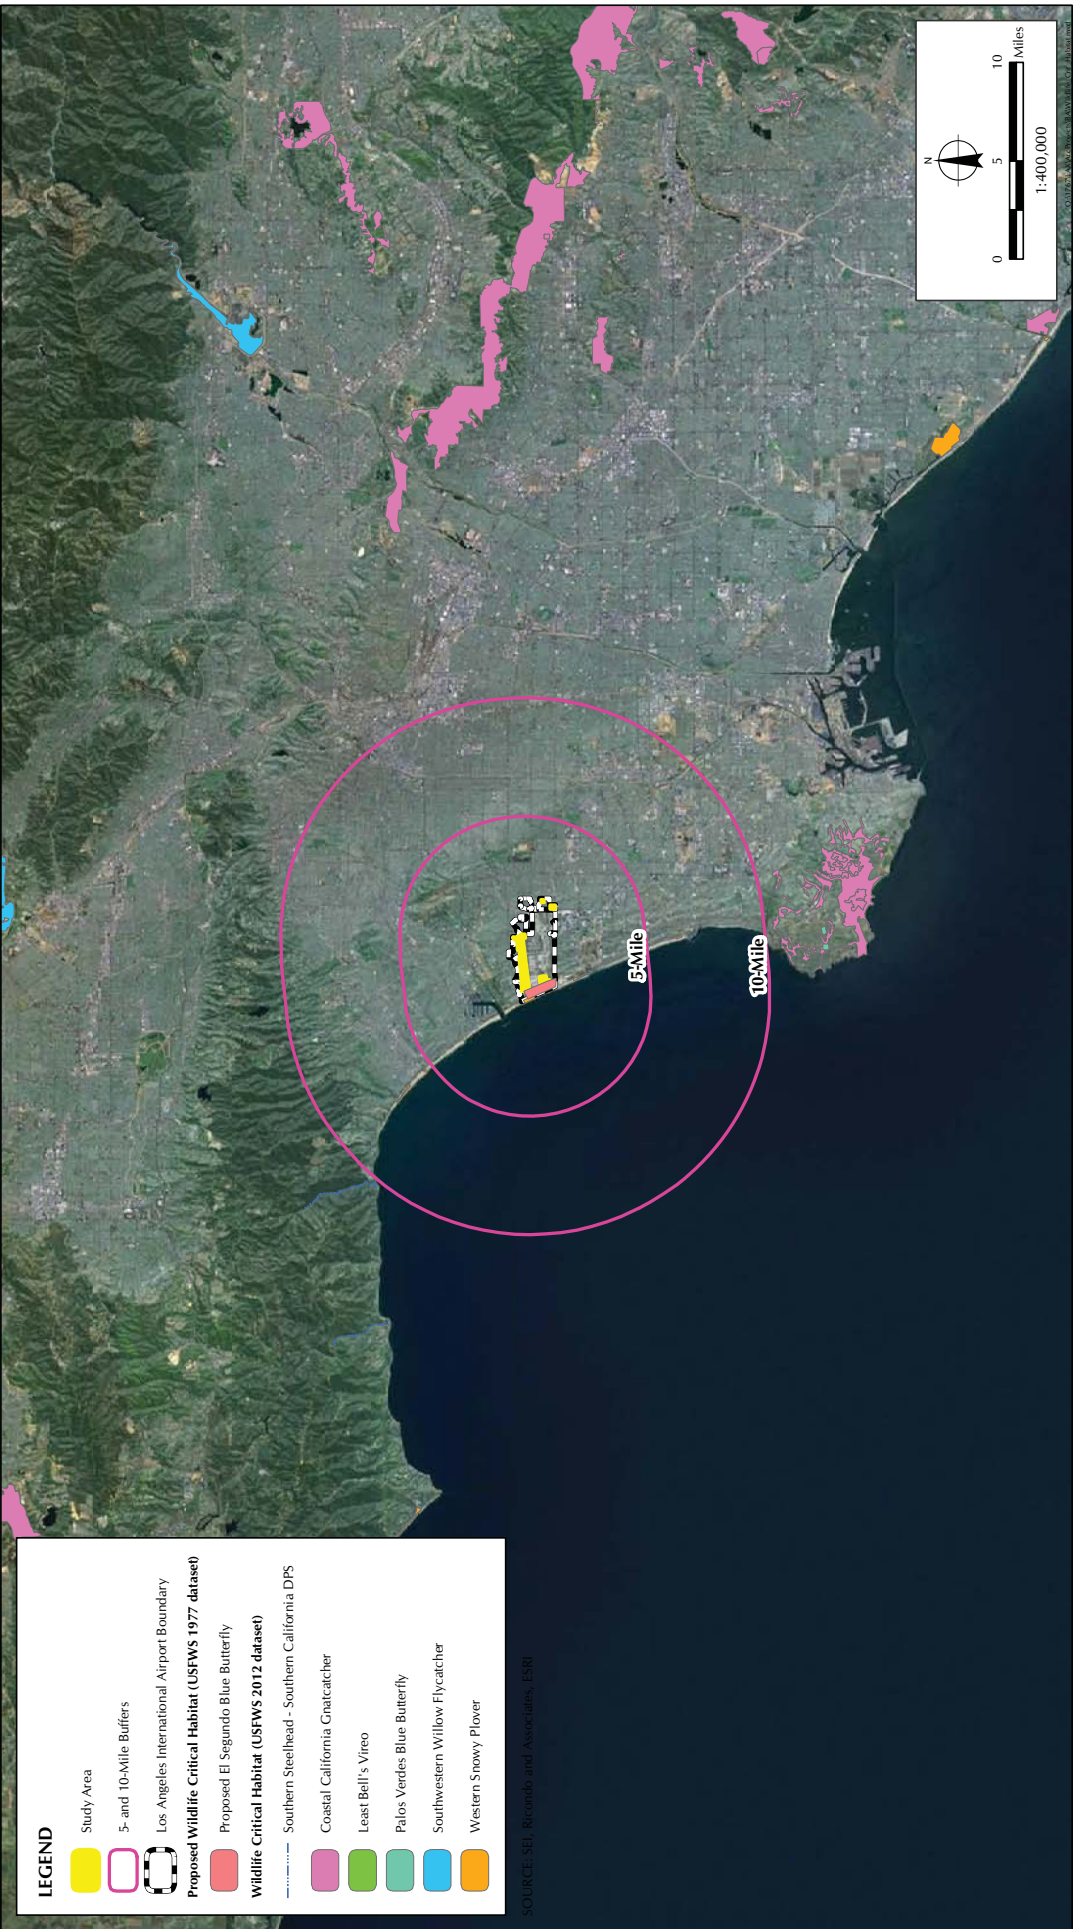 LEGEND
Study Area
5- and 10-Mile Buffers
Los Angeles International Airport Boundary
Proposed Wildlife Critical Habitat (USFWS 1977 dataset)
Proposed El Segundo Blue Butterfly
Wildlife Critical Habitat (USFWS 2012 dataset)
Southern Steelhead - Southern California DPS
Coastal California Gnatcatcher
Least Bell's Vireo
Palos Verdes Blue Butterfly
Southwestern Willow Flycatcher
Western Snowy Plover
SOURCE: SEI, Ricondo and Associates, ESRI
5-Mile
10-Mile
N
0 5 10
Miles
1:400,000